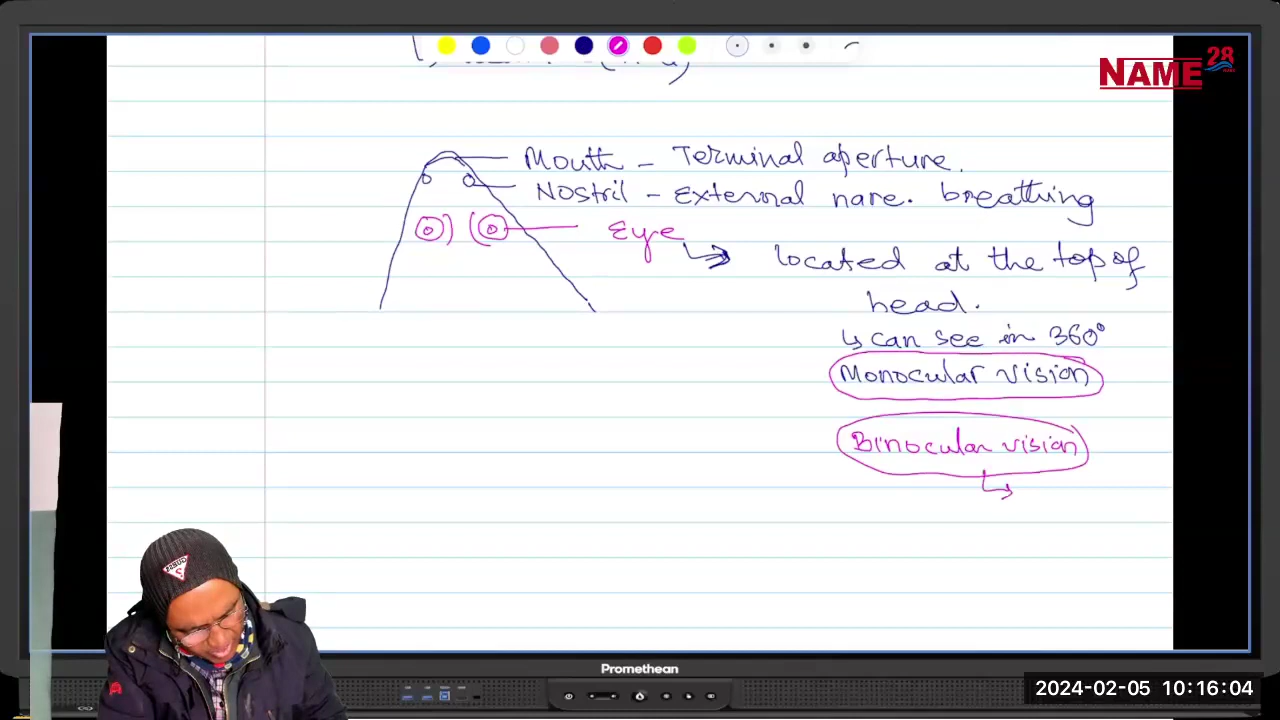 NAME 28
Mouth - Terminal aperture.
Nostril - External nare. breathing
Eye
located at the top of
head.
↳ can see in 360°
Monocular vision
Binocular vision
Promethean
2024-02-05 10:16:04